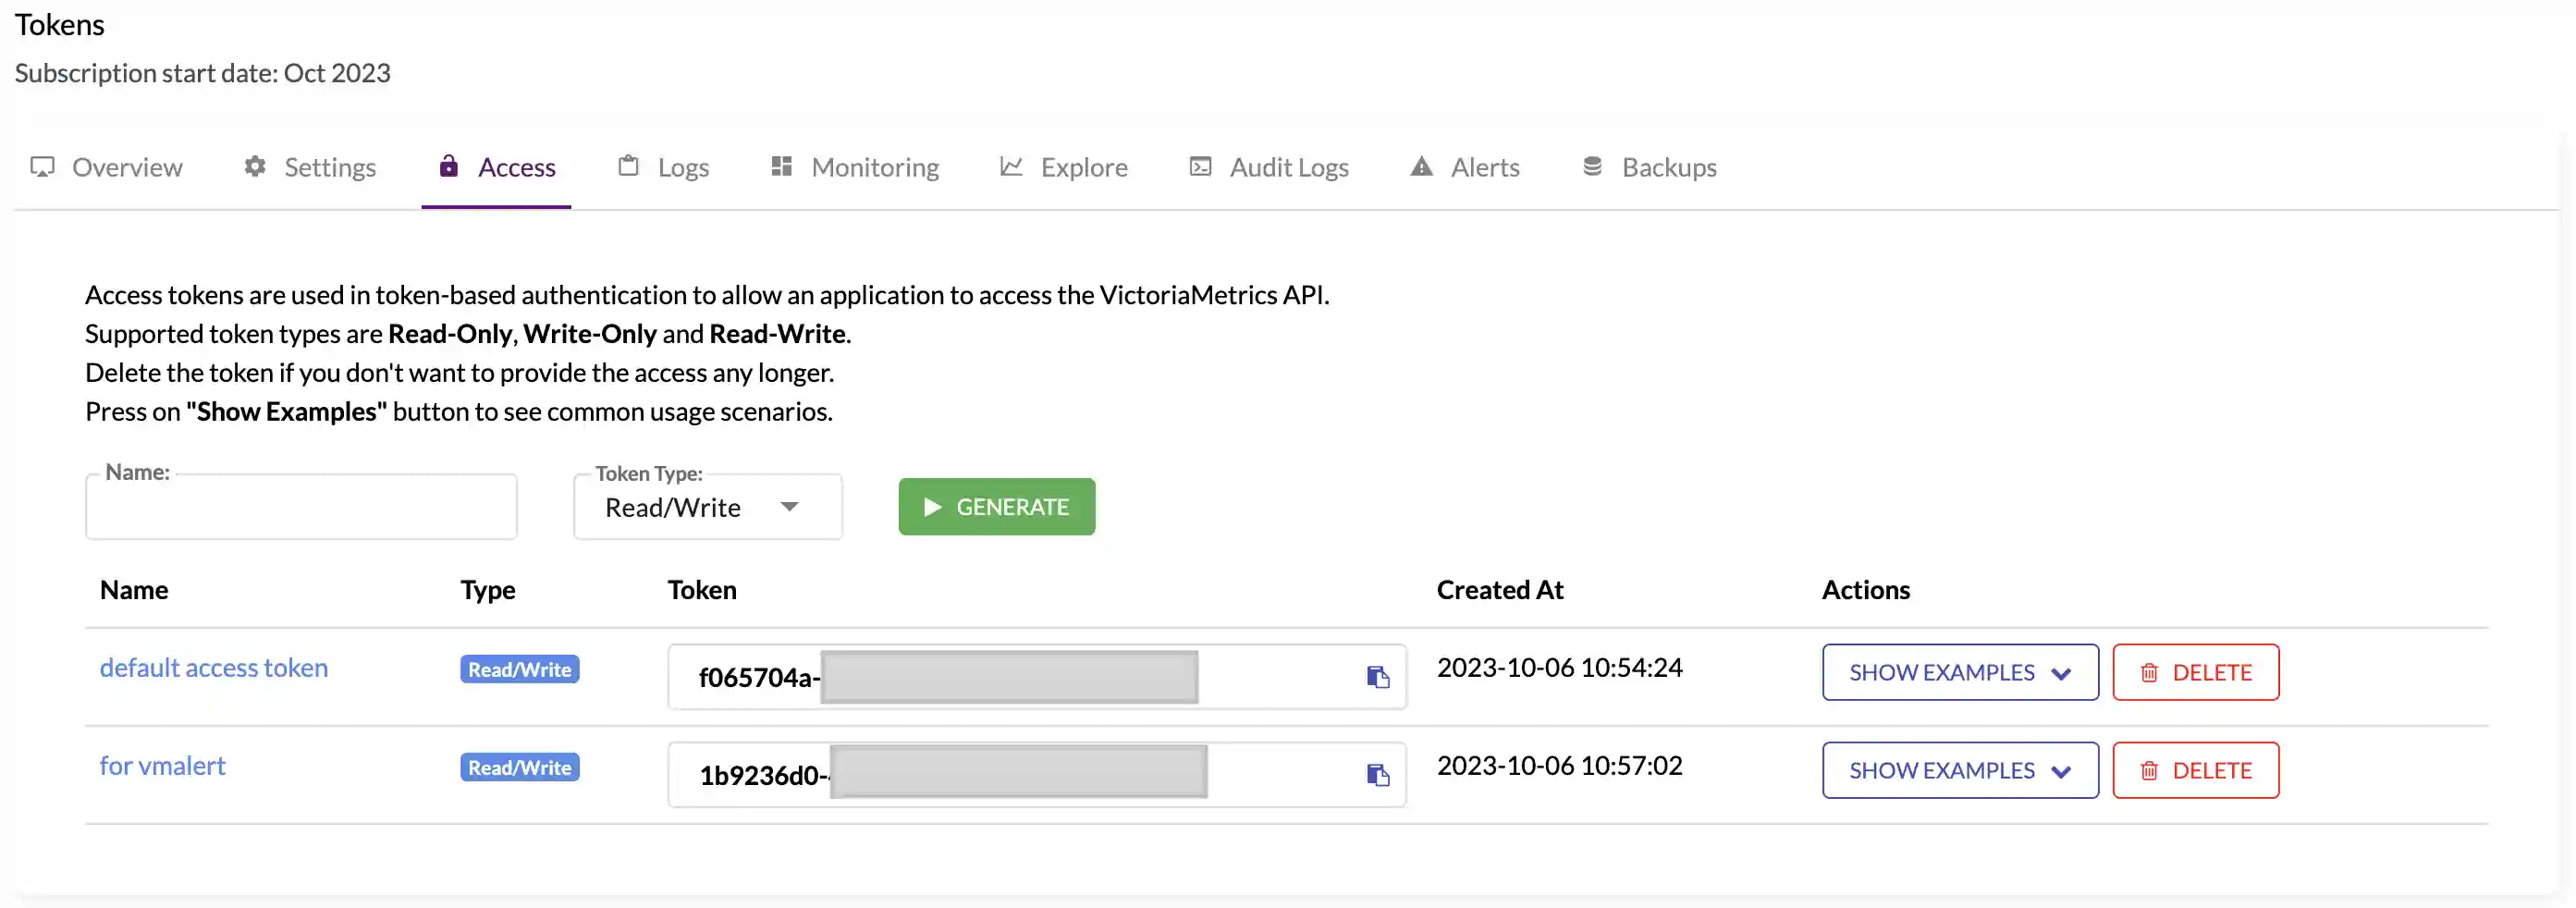 Tokens
Subscription start date: Oct 2023
Overview Settings Access Logs Monitoring Explore Audit Logs Alerts Backups
Access tokens are used in token-based authentication to allow an application to access the VictoriaMetrics API.
Supported token types are Read-Only, Write-Only and Read-Write.
Delete the token if you don't want to provide the access any longer.
Press on "Show Examples" button to see common usage scenarios.
Name: Token Type:
Read/Write GENERATE
Name Type Token Created At Actions
default access token Read/Write f065704a- 2023-10-06 10:54:24 SHOW EXAMPLES DELETE
for vmalert Read/Write 1b9236d0- 2023-10-06 10:57:02 SHOW EXAMPLES DELETE